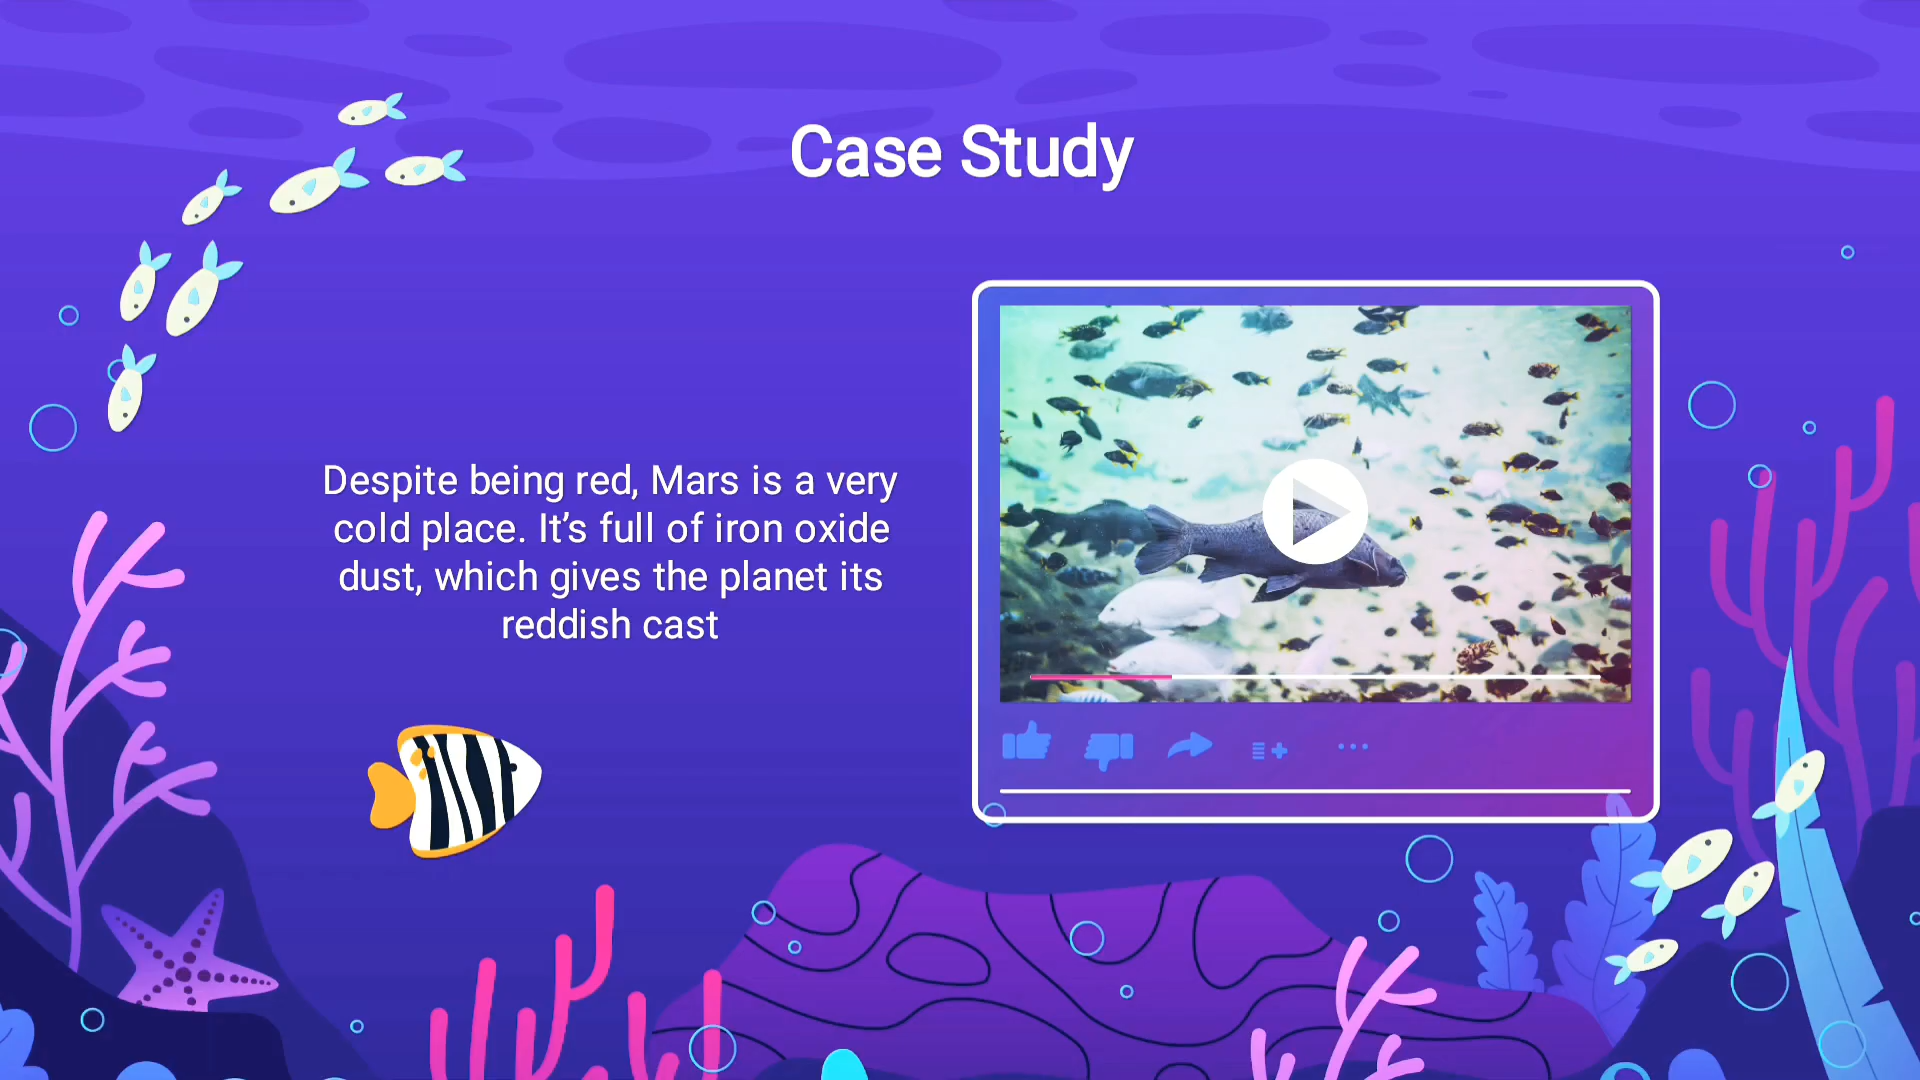 Case Study
Despite being red, Mars is a very
cold place. It’s full of iron oxide
dust, which gives the planet its
reddish cast